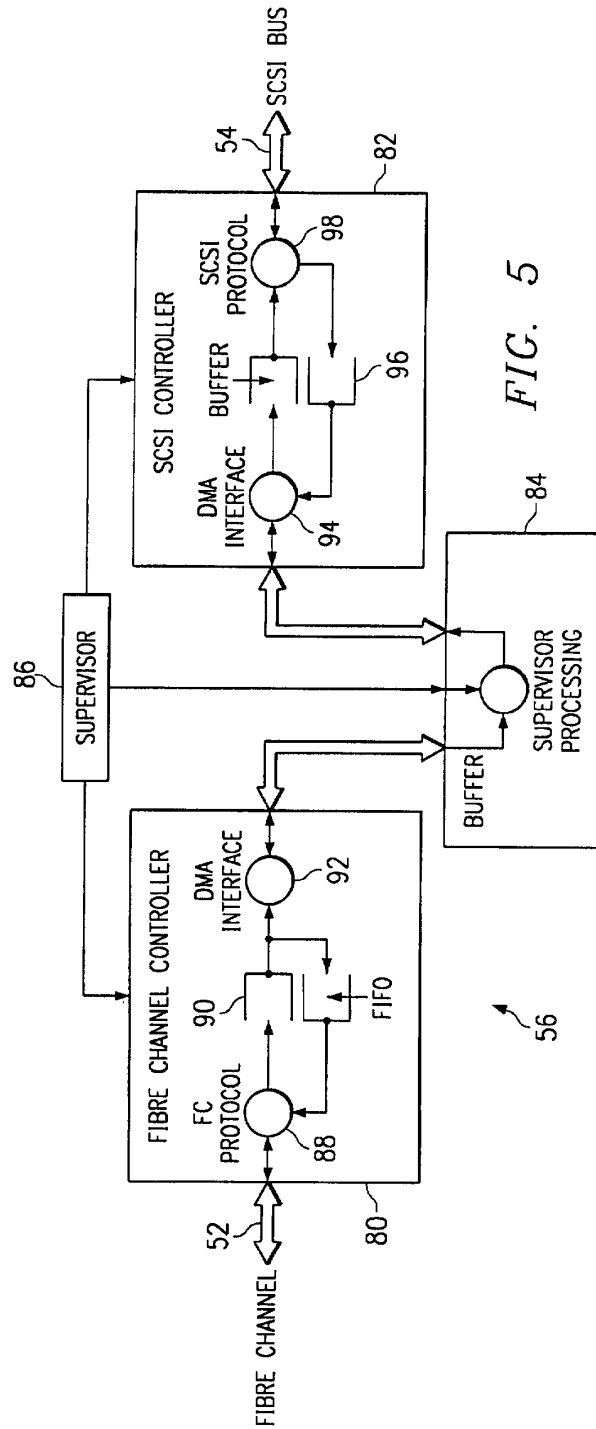 86
SUPERVISOR
FIBRE CHANNEL
52
80
FIBRE CHANNEL CONTROLLER
FC
PROTOCOL
88
90
FIFO
DMA
INTERFACE
92
SCSI CONTROLLER
DMA
INTERFACE
94
BUFFER
96
SCSI
PROTOCOL
98
82
54
SCSI BUS
BUFFER
SUPERVISOR
PROCESSING
84
56
FIG. 5